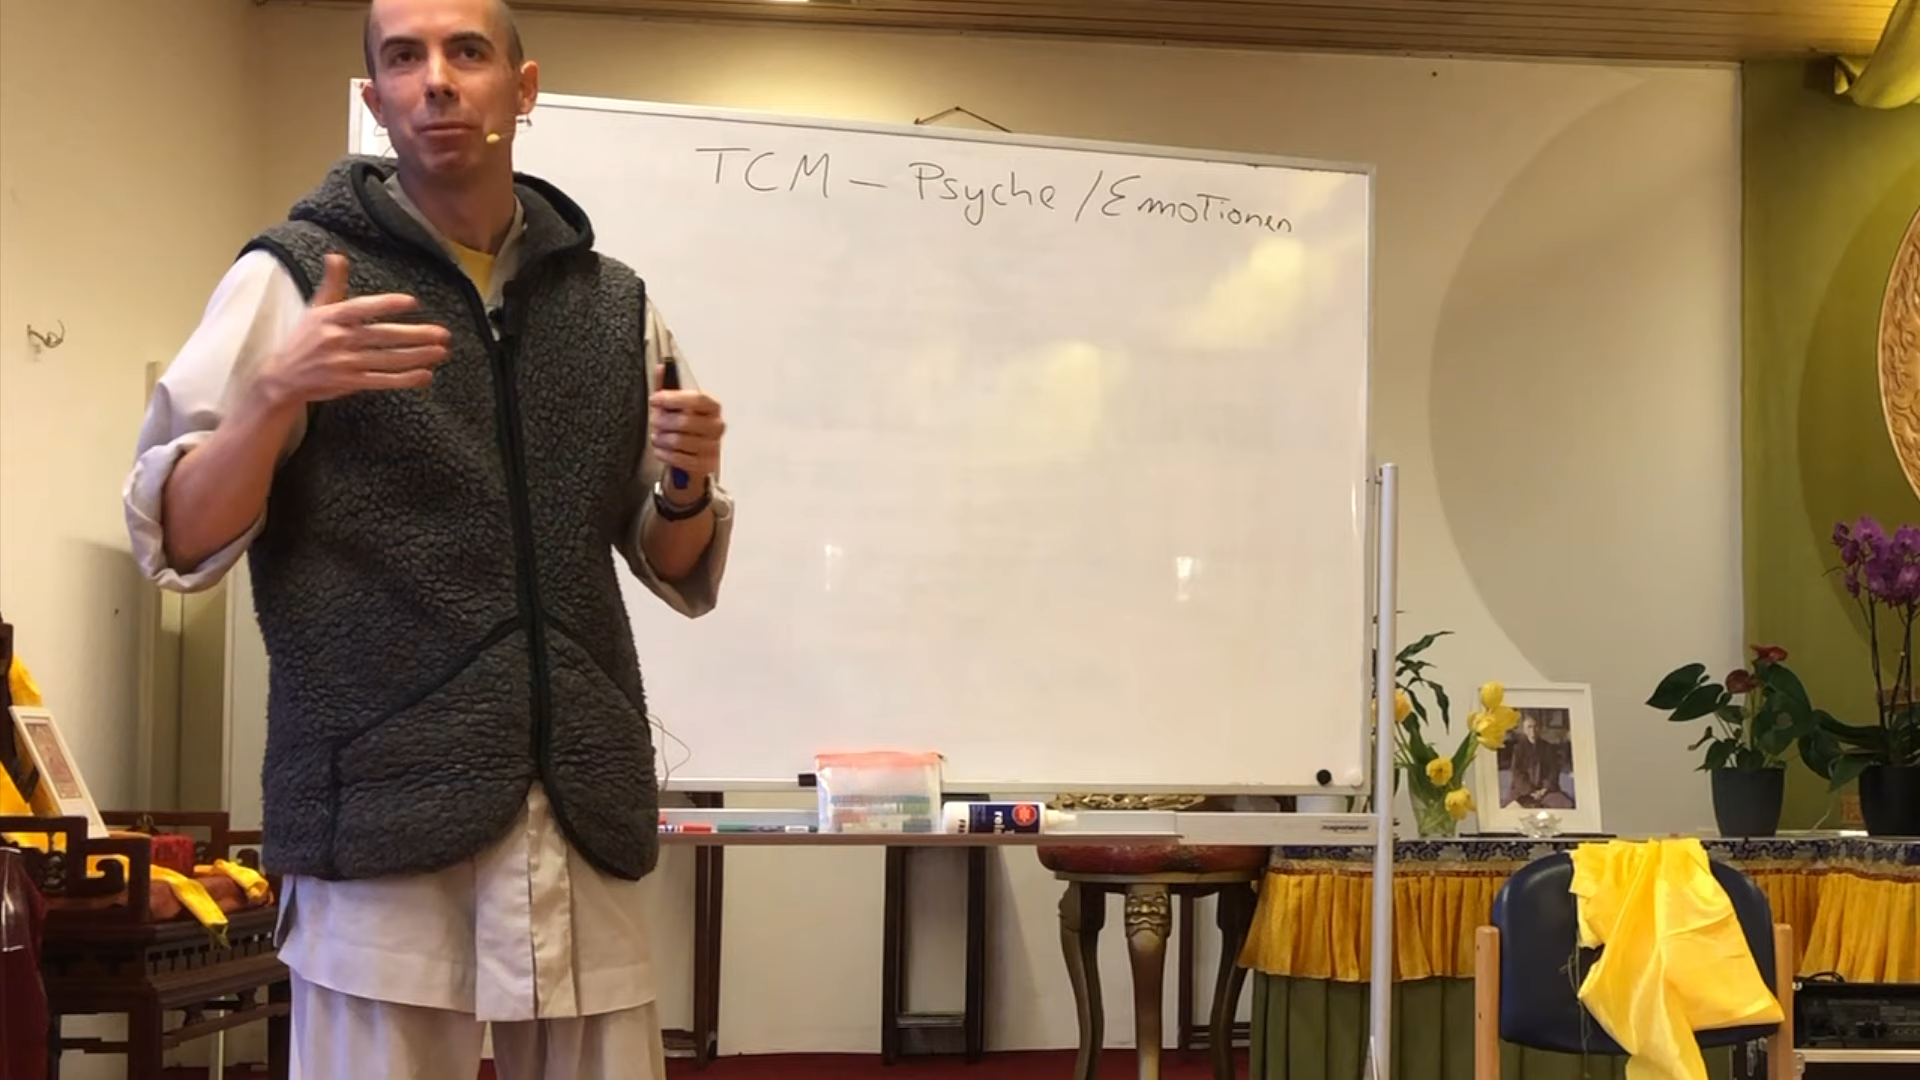 TCM – Psyche / Emotionen